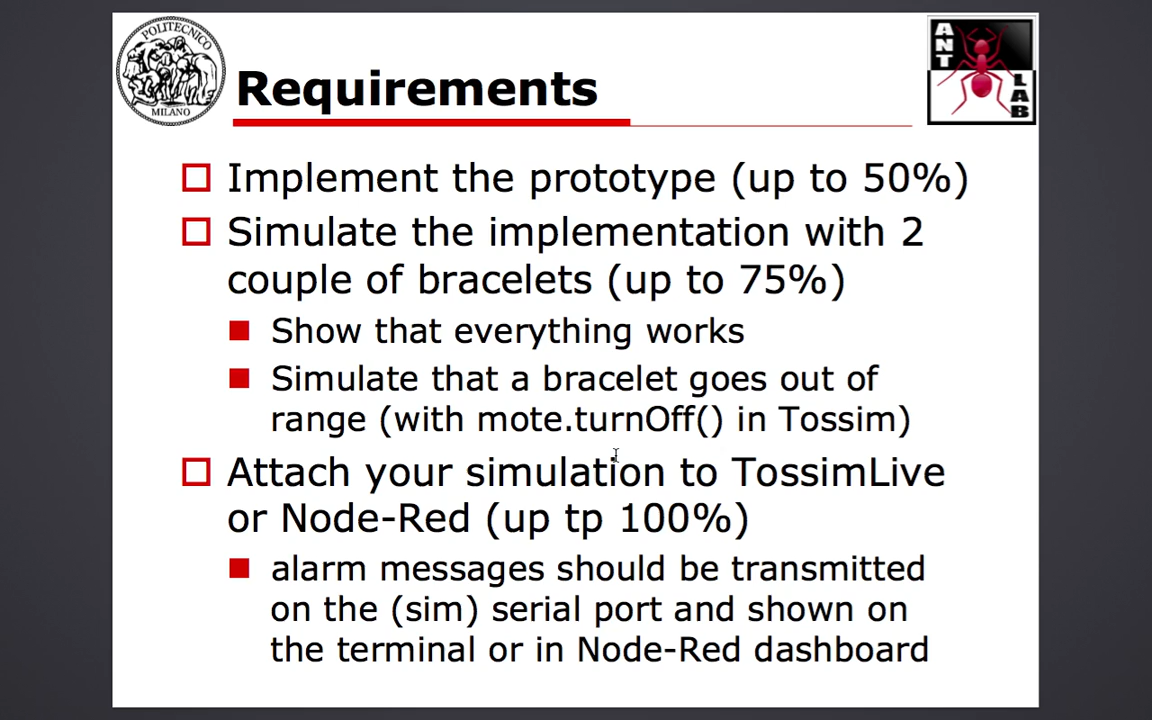 POLITECNICO
MILANO
Requirements
ANT
LAB
Implement the prototype (up to 50%)
Simulate the implementation with 2
couple of bracelets (up to 75%)
Show that everything works
Simulate that a bracelet goes out of
range (with mote.turnOff() in Tossim)
Attach your simulation to TossimLive
or Node-Red (up tp 100%)
alarm messages should be transmitted
on the (sim) serial port and shown on
the terminal or in Node-Red dashboard